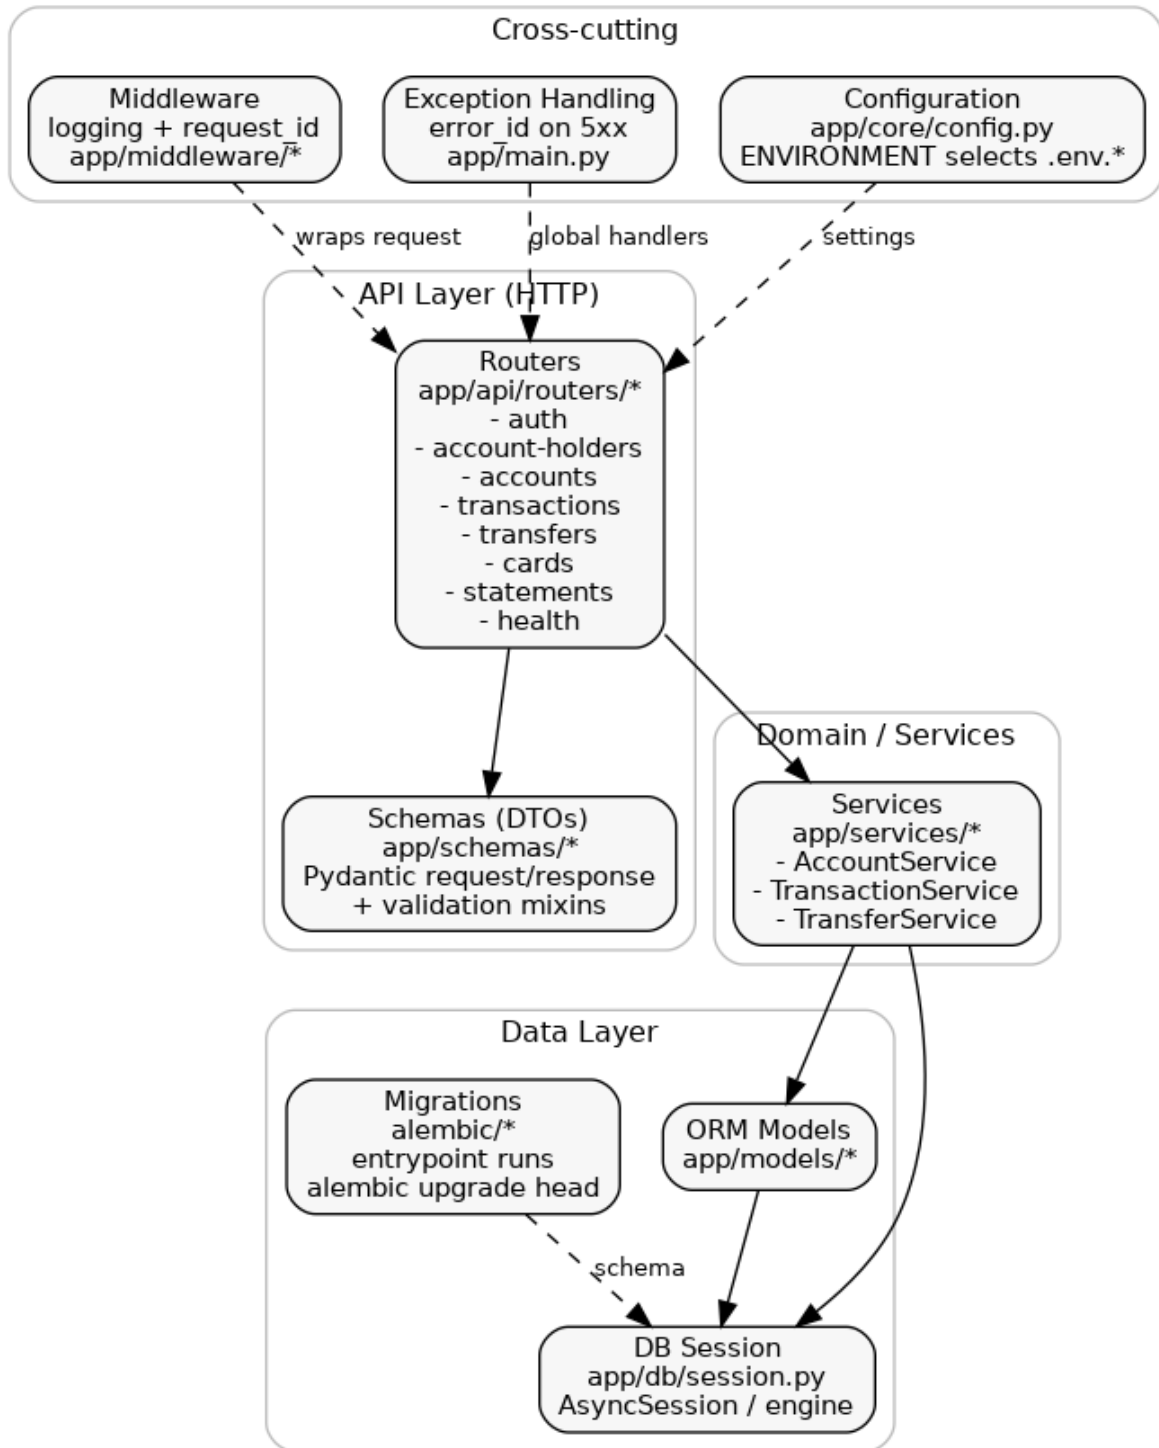 Cross-cutting
Middleware
logging + request_id
app/middleware/*
Exception Handling
error_id on 5xx
app/main.py
Configuration
app/core/config.py
ENVIRONMENT selects .env.*
wraps request
global handlers
settings
API Layer (HTTP)
Routers
app/api/routers/*
- auth
- account-holders
- accounts
- transactions
- transfers
- cards
- statements
- health
Domain / Services
Schemas (DTOs)
app/schemas/*
Pydantic request/response
+ validation mixins
Services
app/services/*
- AccountService
- TransactionService
- TransferService
Data Layer
Migrations
alembic/*
entrypoint runs
alembic upgrade head
ORM Models
app/models/*
schema
DB Session
app/db/session.py
AsyncSession / engine